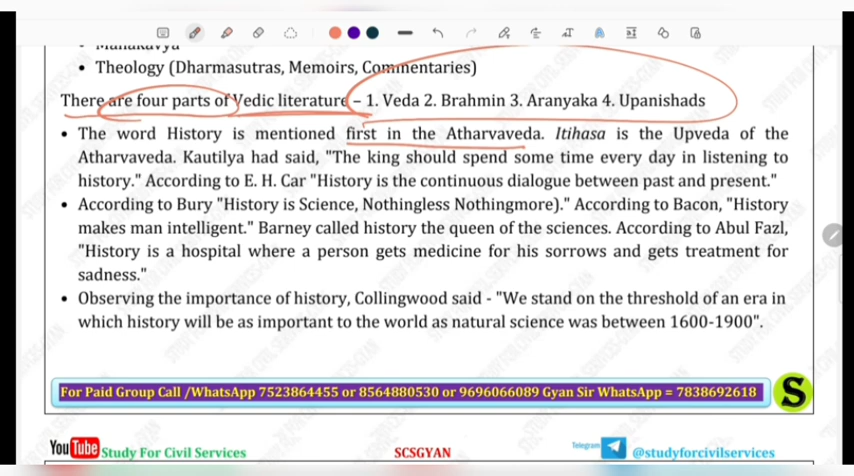 • Mahakavya
• Theology (Dharmasutras, Memoirs, Commentaries)
There are four parts of Vedic literature – 1. Veda 2. Brahmin 3. Aranyaka 4. Upanishads
• The word History is mentioned first in the Atharvaveda. Itihasa is the Upveda of the
Atharvaveda. Kautilya had said, "The king should spend some time every day in listening to
history." According to E. H. Car "History is the continuous dialogue between past and present."
• According to Bury "History is Science, Nothingless Nothingmore)." According to Bacon, "History
makes man intelligent." Barney called history the queen of the sciences. According to Abul Fazl,
"History is a hospital where a person gets medicine for his sorrows and gets treatment for
sadness."
• Observing the importance of history, Collingwood said - "We stand on the threshold of an era in
which history will be as important to the world as natural science was between 1600-1900".
For Paid Group Call /WhatsApp 7523864455 or 8564880530 or 9696066089 Gyan Sir WhatsApp = 7838692618
S
YouTube Study For Civil Services SCSGYAN Telegram @studyforcivilservices